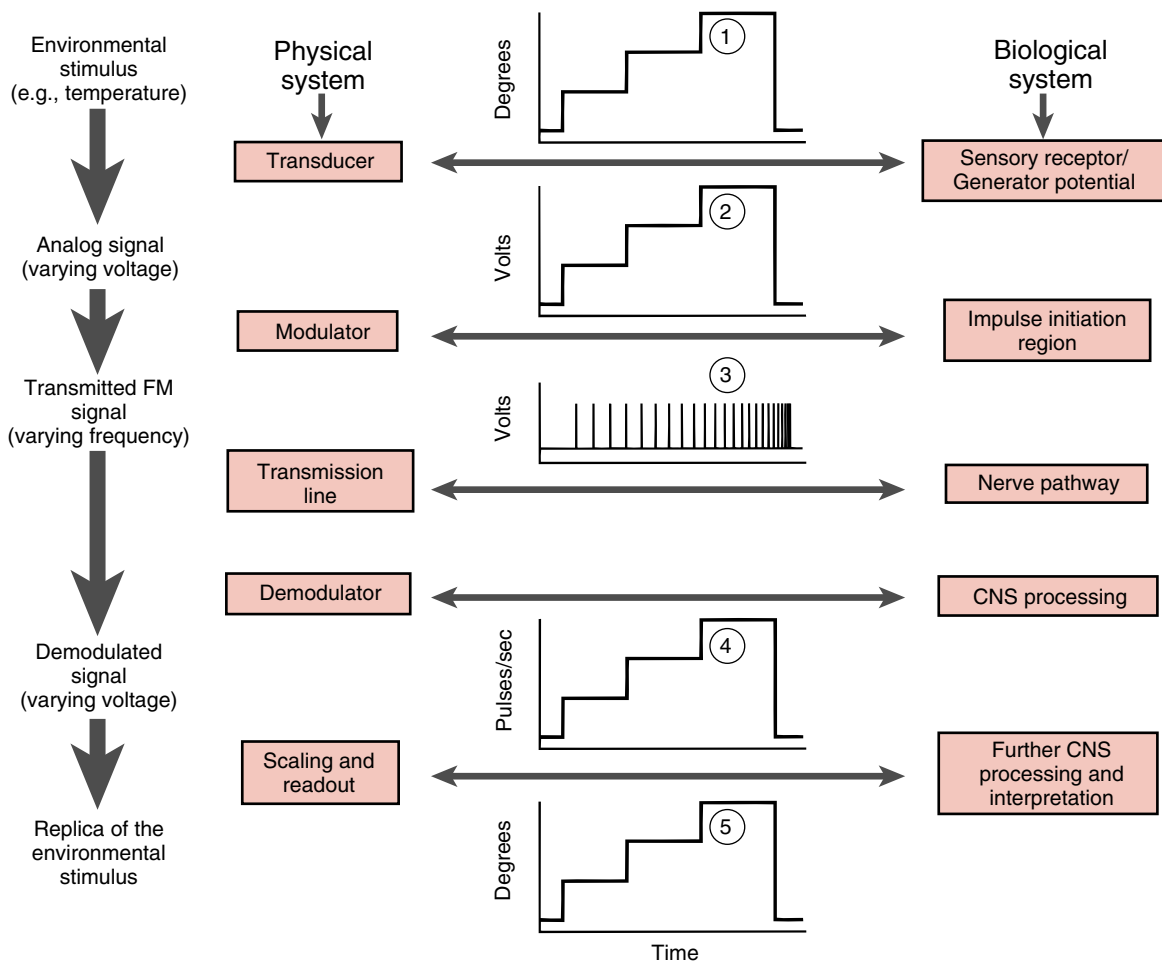 Environmental
stimulus
(e.g., temperature)
Physical
system
Degrees
1
Biological
system
Transducer
Sensory receptor/
Generator potential
Analog signal
(varying voltage)
Volts
2
Modulator
Impulse initiation
region
Transmitted FM
signal
(varying frequency)
Volts
3
Transmission
line
Nerve pathway
Demodulator
CNS processing
Demodulated
signal
(varying voltage)
Pulses/sec
4
Scaling and
readout
Further CNS
processing and
interpretation
Replica of the
environmental
stimulus
Degrees
5
Time